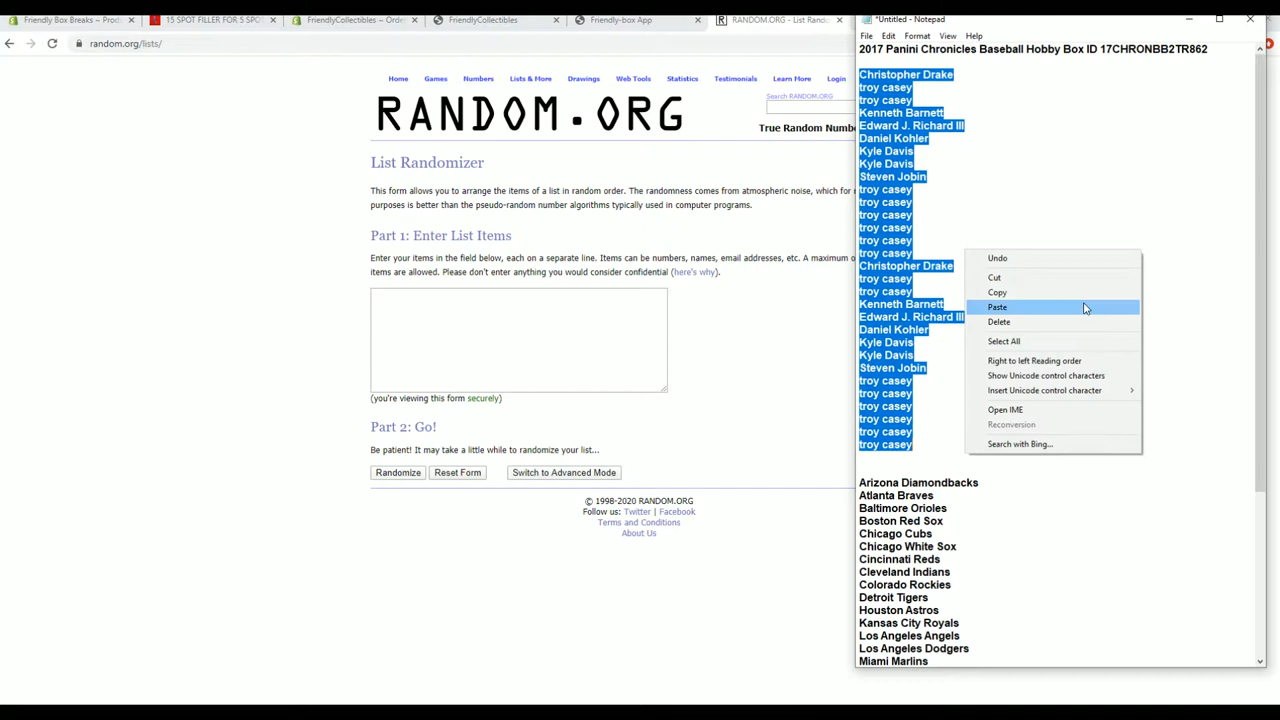 Friendly Box Breaks ~ Prod
15 SPOT FILLER FOR 5 SPOT
FriendlyCollectibles ~ Orde
FriendlyCollectibles
Friendly-box App
RANDOM.ORG - List Rand
*Untitled - Notepad
random.org/lists/
File Edit Format View Help
2017 Panini Chronicles Baseball Hobby Box ID 17CHRONBB2TR862
Home Games Numbers Lists & More Drawings Web Tools Statistics Testimonials Learn More Login
Search RANDOM.ORG
RANDOM.ORG
True Random Numbe
List Randomizer
This form allows you to arrange the items of a list in random order. The randomness comes from atmospheric noise, which for
purposes is better than the pseudo-random number algorithms typically used in computer programs.
Part 1: Enter List Items
Enter your items in the field below, each on a separate line. Items can be numbers, names, email addresses, etc. A maximum o
items are allowed. Please don't enter anything you would consider confidential (here's why).
(you're viewing this form securely)
Part 2: Go!
Be patient! It may take a little while to randomize your list...
Randomize Reset Form Switch to Advanced Mode
© 1998-2020 RANDOM.ORG
Follow us: Twitter | Facebook
Terms and Conditions
About Us
Christopher Drake
troy casey
troy casey
Kenneth Barnett
Edward J. Richard III
Daniel Kohler
Kyle Davis
Kyle Davis
Steven Jobin
troy casey
troy casey
troy casey
troy casey
troy casey
troy casey
Christopher Drake
troy casey
troy casey
Kenneth Barnett
Edward J. Richard III
Daniel Kohler
Kyle Davis
Kyle Davis
Steven Jobin
troy casey
troy casey
troy casey
troy casey
troy casey
troy casey
Arizona Diamondbacks
Atlanta Braves
Baltimore Orioles
Boston Red Sox
Chicago Cubs
Chicago White Sox
Cincinnati Reds
Cleveland Indians
Colorado Rockies
Detroit Tigers
Houston Astros
Kansas City Royals
Los Angeles Angels
Los Angeles Dodgers
Miami Marlins
Undo
Cut
Copy
Paste
Delete
Select All
Right to left Reading order
Show Unicode control characters
Insert Unicode control character
Open IME
Reconversion
Search with Bing...